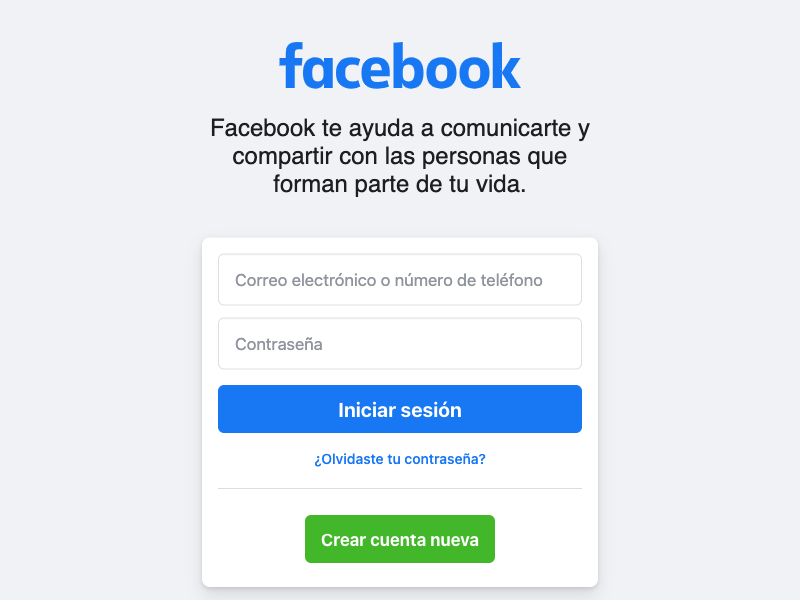 facebook
Facebook te ayuda a comunicarte y
compartir con las personas que
forman parte de tu vida.
Correo electrónico o número de teléfono
Contraseña
Iniciar sesión
¿Olvidaste tu contraseña?
Crear cuenta nueva